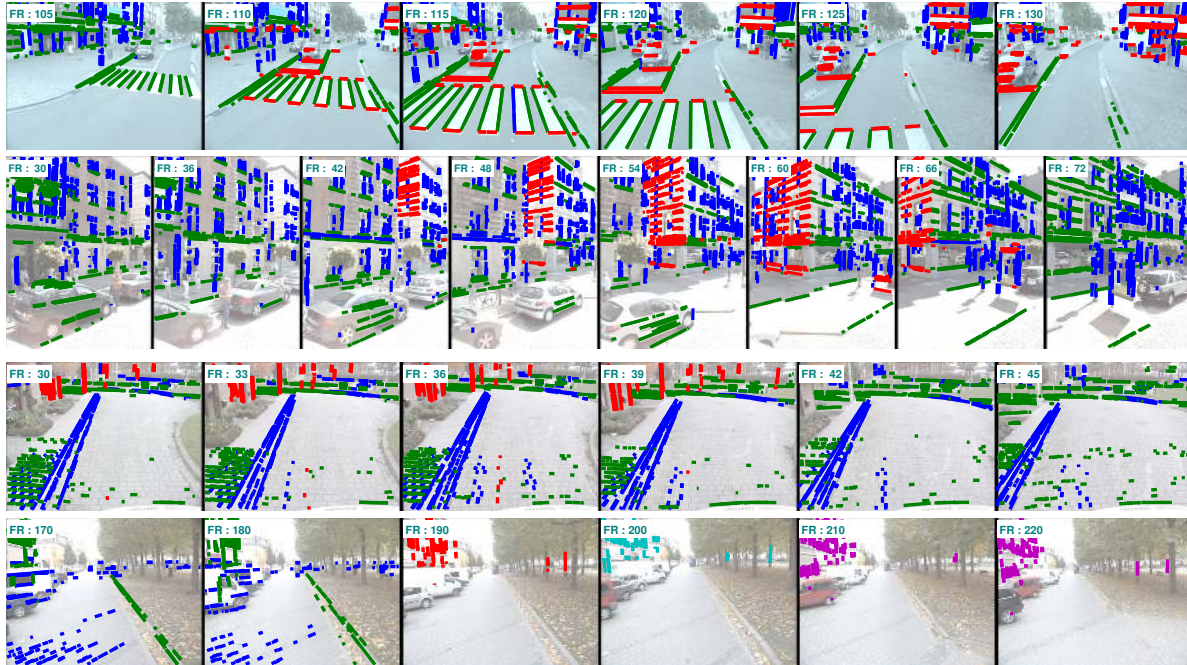 FR : 105 FR : 110 FR : 115 FR : 120 FR : 125 FR : 130
FR : 30 FR : 36 FR : 42 FR : 48 FR : 54 FR : 60 FR : 66 FR : 72
FR : 30 FR : 33 FR : 36 FR : 39 FR : 42 FR : 45
FR : 170 FR : 180 FR : 190 FR : 200 FR : 210 FR : 220